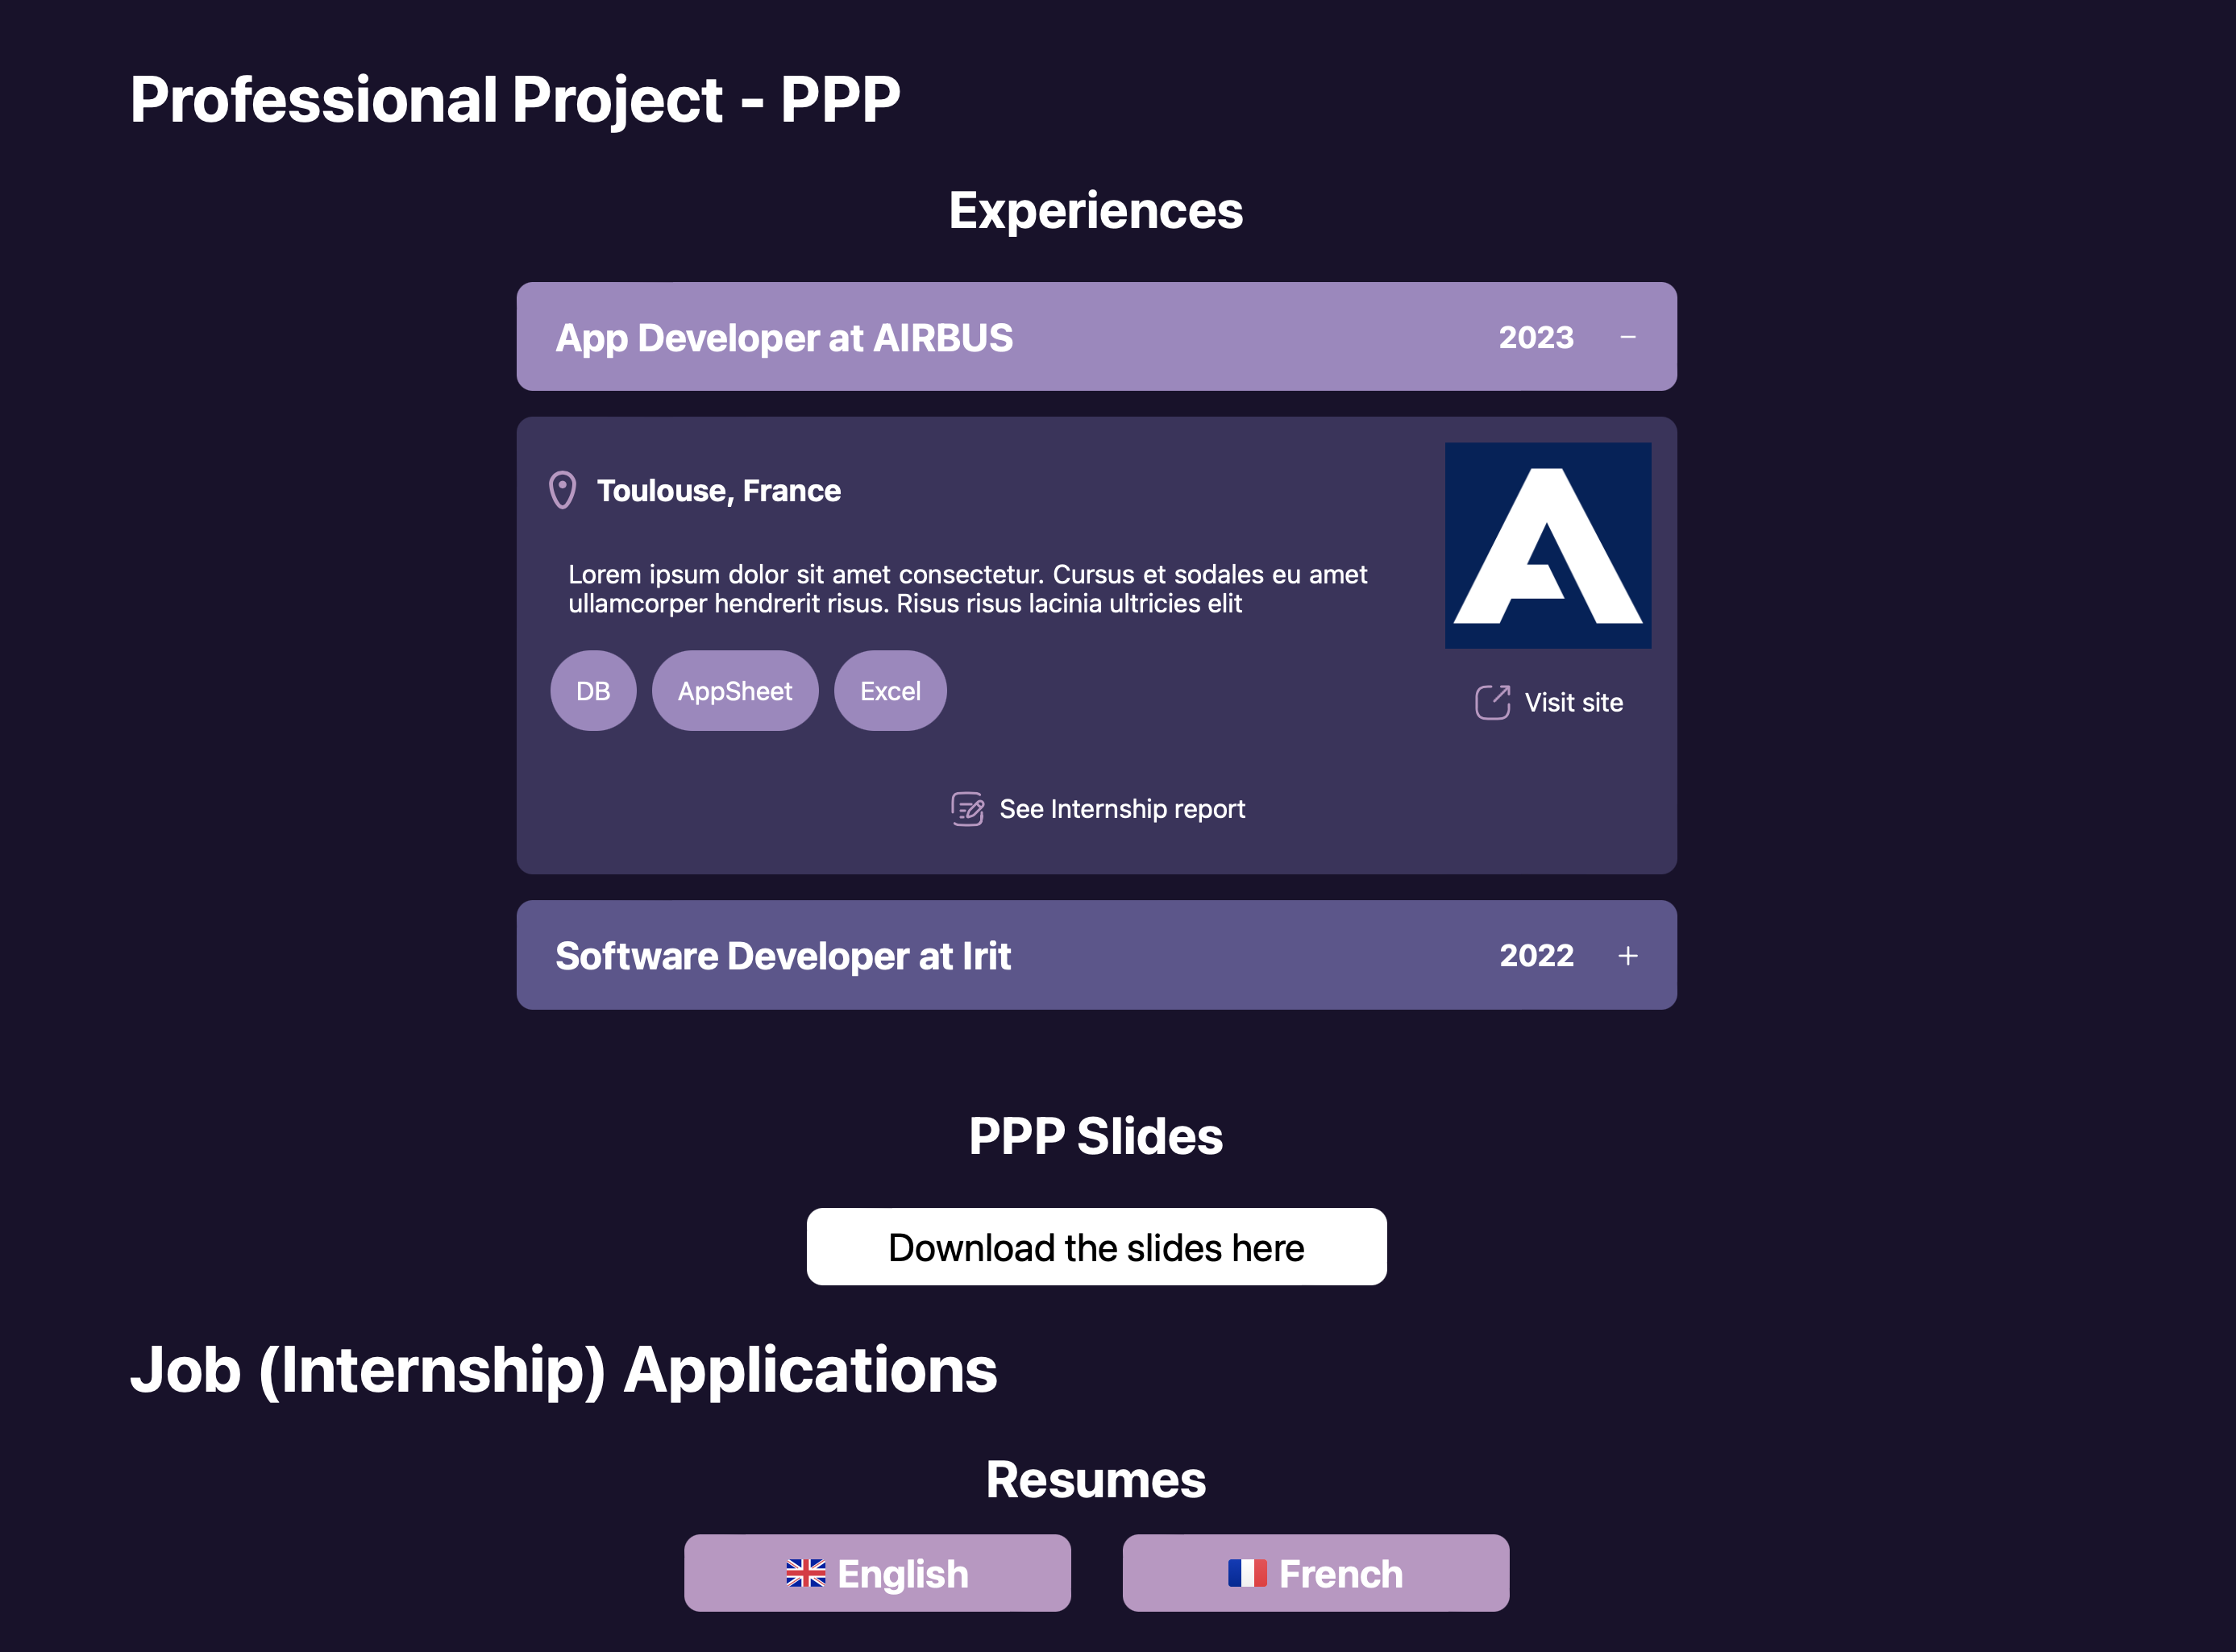 Professional Project - PPP
Experiences
App Developer at AIRBUS 2023 −
Toulouse, France
Lorem ipsum dolor sit amet consectetur. Cursus et sodales eu amet
ullamcorper hendrerit risus. Risus risus lacinia ultricies elit
A
DB AppSheet Excel
Visit site
See Internship report
Software Developer at Irit 2022 +
PPP Slides
Download the slides here
Job (Internship) Applications
Resumes
English French